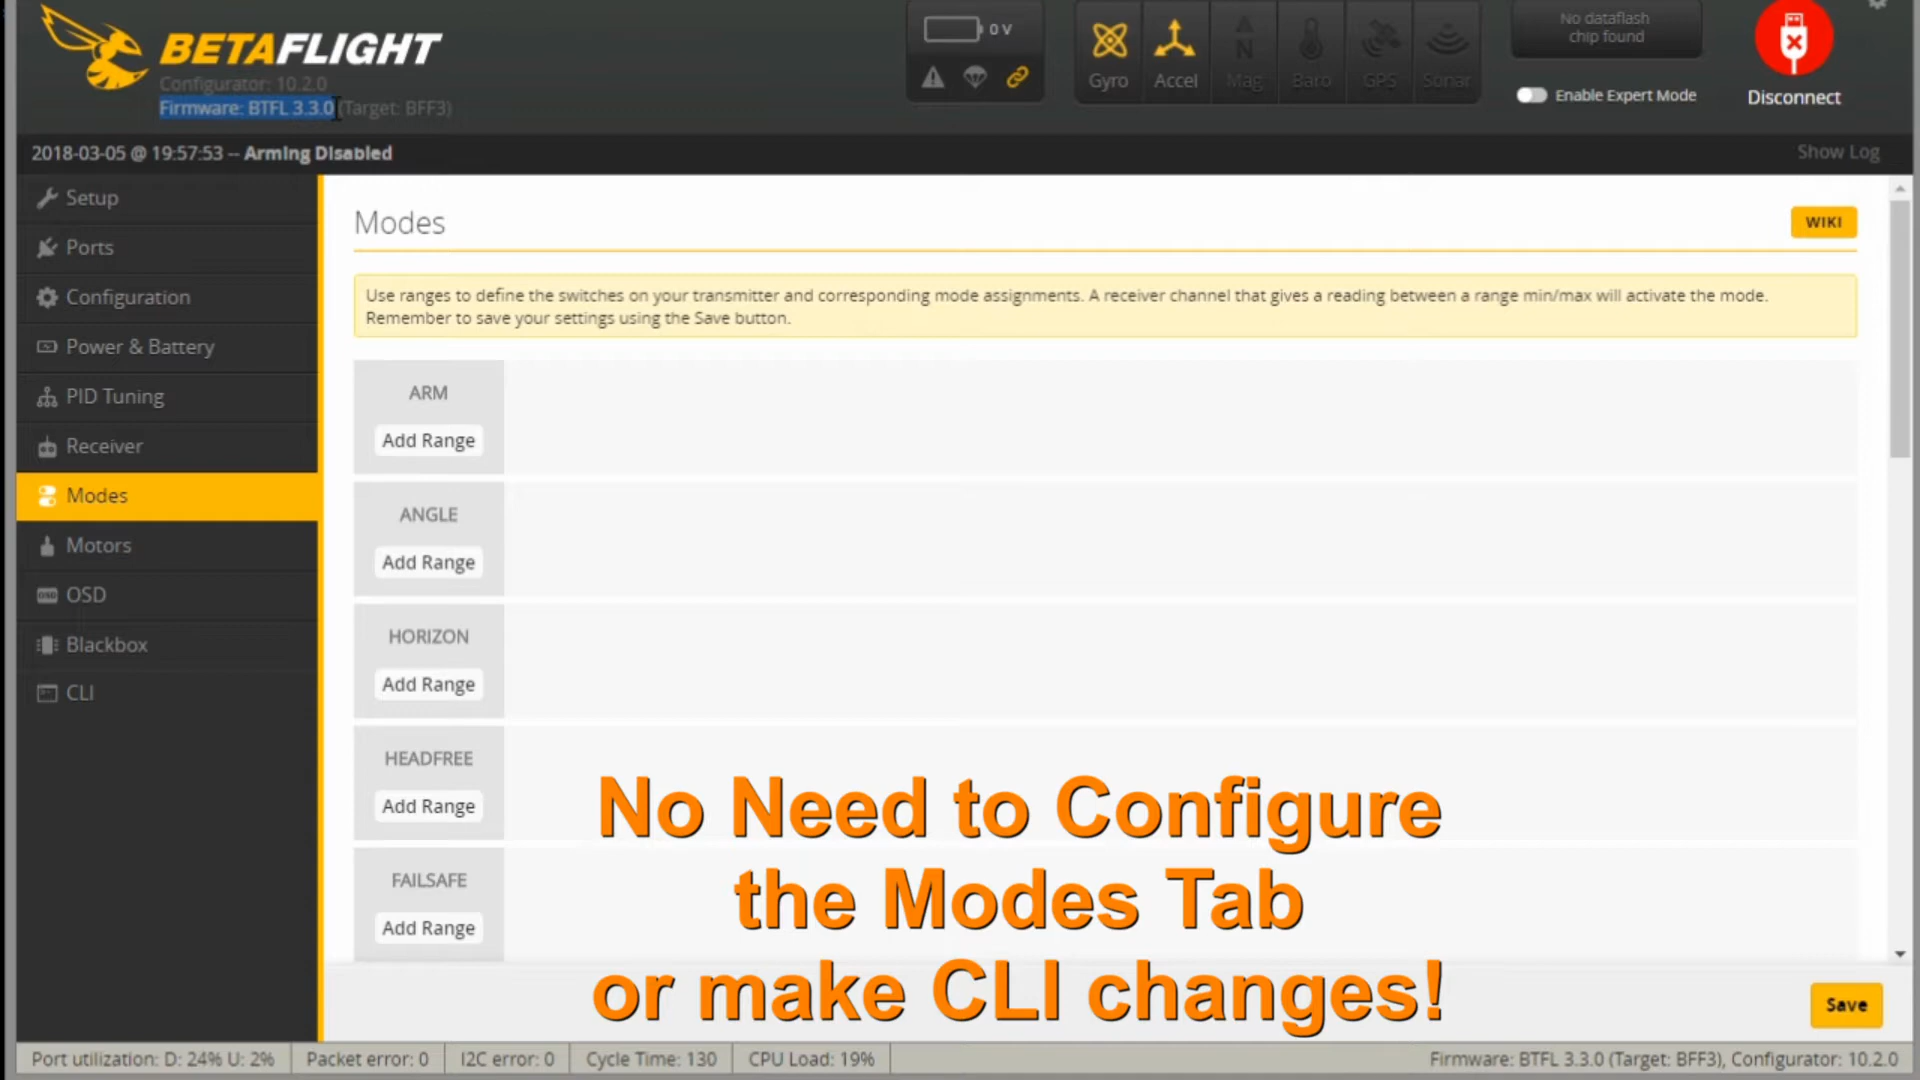 BETAFLIGHT
Configurator: 10.2.0
Firmware: BTFL 3.3.0 (Target: BFF3)
0 V
Gyro
Accel
Mag
Baro
GPS
Sonar
No dataflash
chip found
Enable Expert Mode
Disconnect
2018-03-05 @ 19:57:53 -- Arming Disabled
Show Log
Setup
Ports
Configuration
Power & Battery
PID Tuning
Receiver
Modes
Motors
OSD
Blackbox
CLI
Modes
WIKI
Use ranges to define the switches on your transmitter and corresponding mode assignments. A receiver channel that gives a reading between a range min/max will activate the mode.
Remember to save your settings using the Save button.
ARM
Add Range
ANGLE
Add Range
HORIZON
Add Range
HEADFREE
Add Range
FAILSAFE
Add Range
No Need to Configure
the Modes Tab
or make CLI changes!
Save
Port utilization: D: 24% U: 2%
Packet error: 0
I2C error: 0
Cycle Time: 130
CPU Load: 19%
Firmware: BTFL 3.3.0 (Target: BFF3), Configurator: 10.2.0